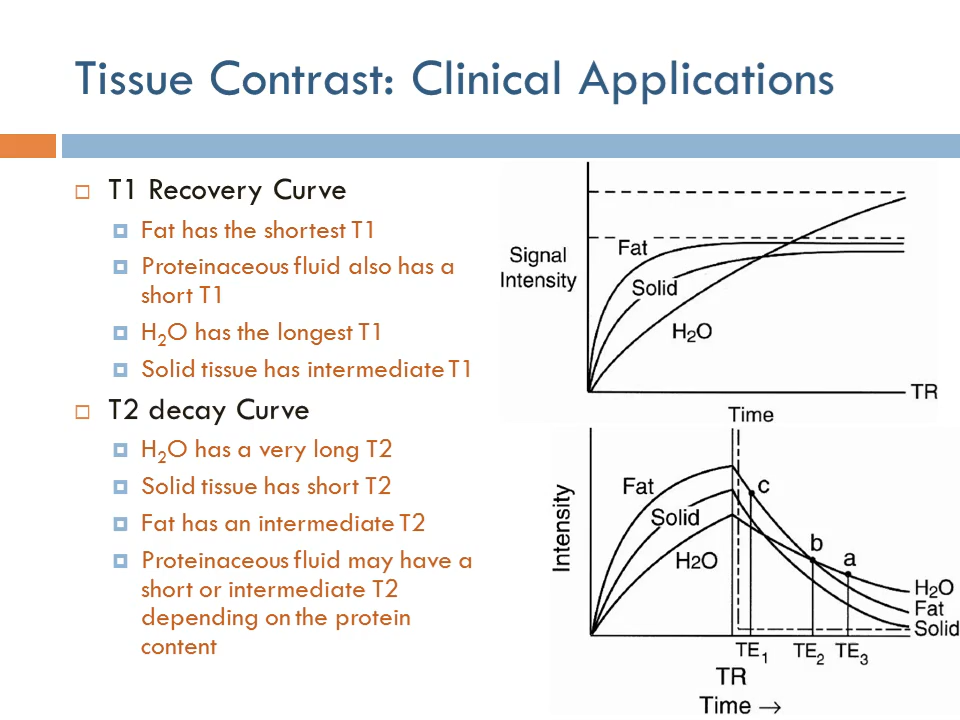 Tissue Contrast: Clinical Applications
T1 Recovery Curve
Fat has the shortest T1
Proteinaceous fluid also has a
short T1
H₂O has the longest T1
Solid tissue has intermediate T1
T2 decay Curve
H₂O has a very long T2
Solid tissue has short T2
Fat has an intermediate T2
Proteinaceous fluid may have a
short or intermediate T2
depending on the protein
content
Signal
Intensity
Fat
Solid
H₂O
TR
Time
Intensity
Fat
Solid
H₂O
c
b
a
H₂O
Fat
Solid
TE₁ TE₂ TE₃
TR
Time →